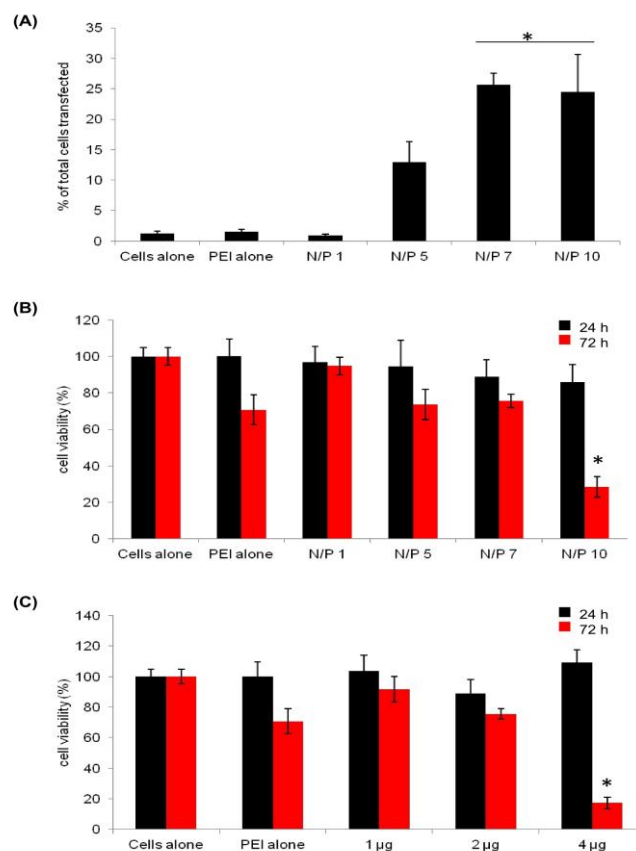 (A)
% of total cells transfected
35
30
25
20
15
10
5
0
*
Cells alone PEI alone N/P 1 N/P 5 N/P 7 N/P 10
(B)
cell viability (%)
120
100
80
60
40
20
0
24 h
72 h
*
Cells alone PEI alone N/P 1 N/P 5 N/P 7 N/P 10
(C)
cell viability (%)
140
120
100
80
60
40
20
0
24 h
72 h
*
Cells alone PEI alone 1 µg 2 µg 4 µg